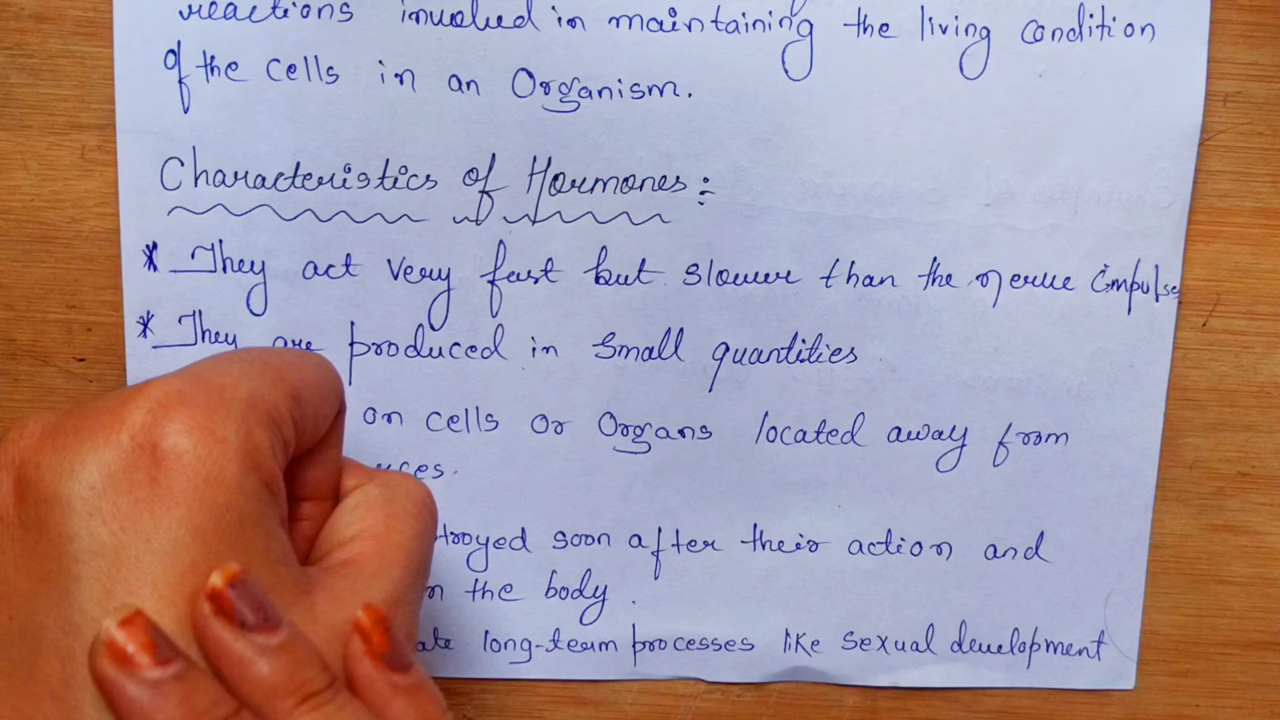 reactions involved in maintaining the living condition
of the cells in an Organism.
Characteristics of Hormones :
* They act very fast but slower than the nerve impulse
* They are produced in small quantities
on cells or Organs located away from
soon after their action and
the body.
long-term processes like sexual development